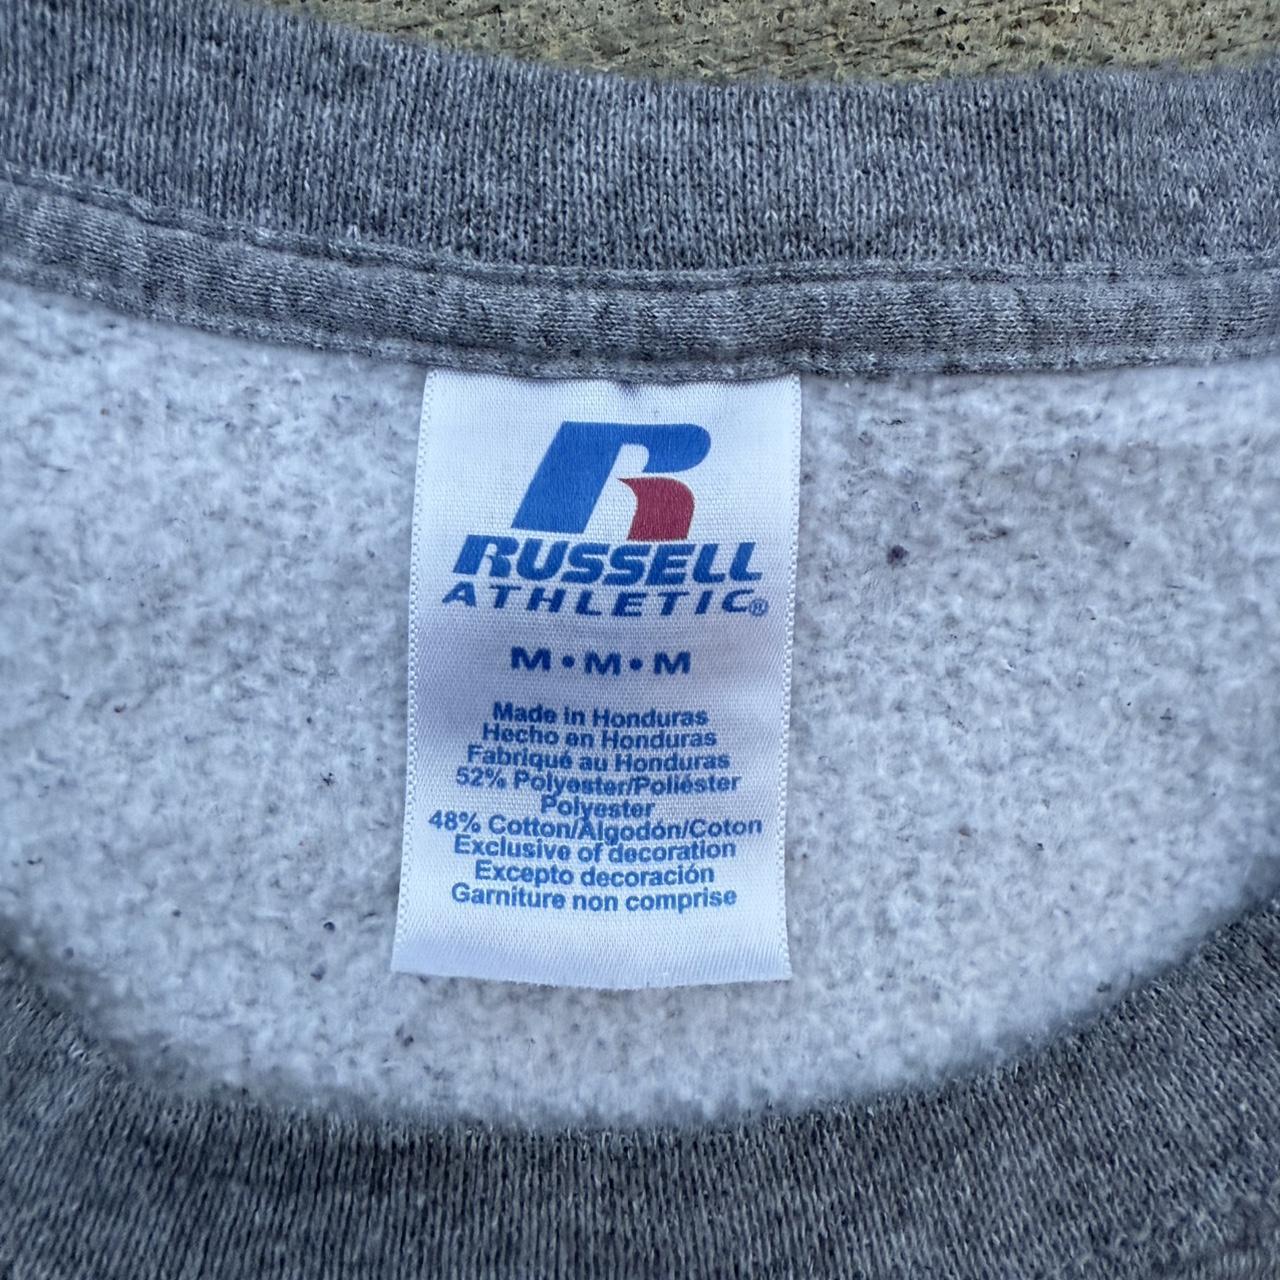 R
RUSSELL
ATHLETIC®
M•M•M
Made in Honduras
Hecho en Honduras
Fabriqué au Honduras
52% Polyester/Poliéster
Polyester
48% Cotton/Algodón/Coton
Exclusive of decoration
Excepto decoración
Garniture non comprise